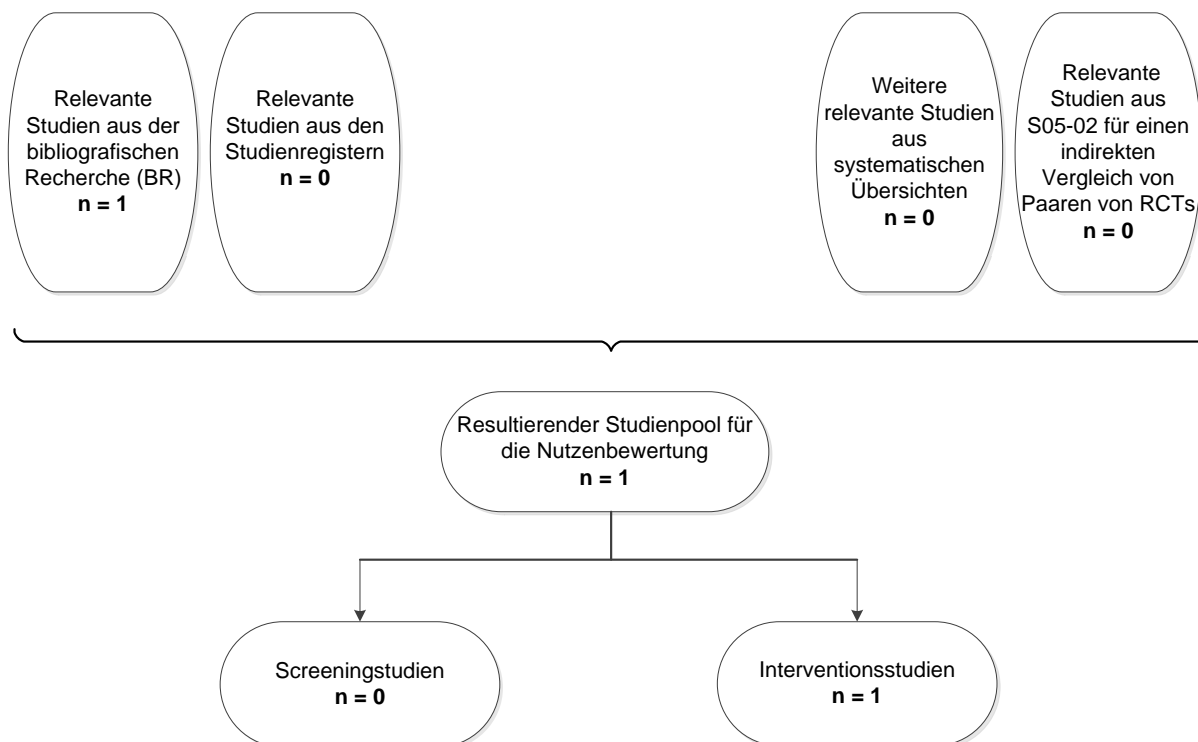 Relevante
Studien aus der
bibliografischen
Recherche (BR)
n = 1
Relevante
Studien aus den
Studienregistern
n = 0
Weitere
relevante Studien
aus
systematischen
Übersichten
n = 0
Relevante
Studien aus
S05-02 für einen
indirekten
Vergleich von
Paaren von RCTs
n = 0
Resultierender Studienpool für
die Nutzenbewertung
n = 1
Screeningstudien
n = 0
Interventionsstudien
n = 1